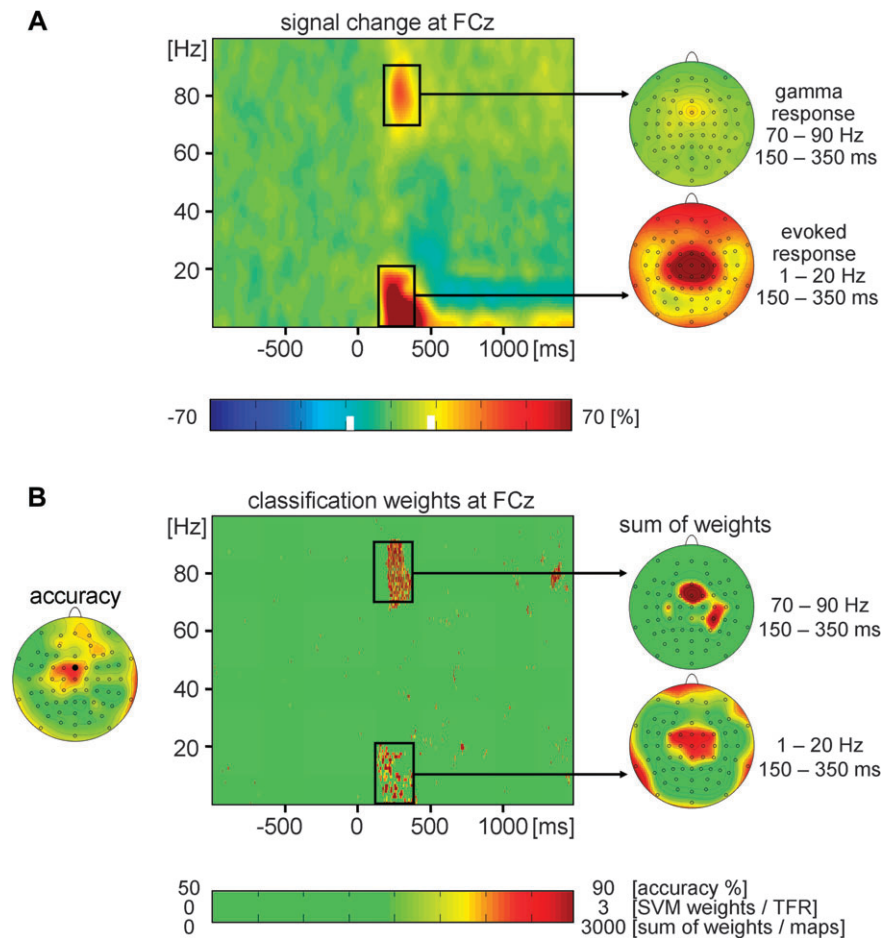 A
signal change at FCz
[Hz]
80
60
40
20
-500 0 500 1000 [ms]
gamma
response
70 – 90 Hz
150 – 350 ms
evoked
response
1 – 20 Hz
150 – 350 ms
-70 70 [%]
B
classification weights at FCz
[Hz]
80
60
40
20
-500 0 500 1000 [ms]
accuracy
sum of weights
70 – 90 Hz
150 – 350 ms
1 – 20 Hz
150 – 350 ms
50 90 [accuracy %]
0 3 [SVM weights / TFR]
0 3000 [sum of weights / maps]